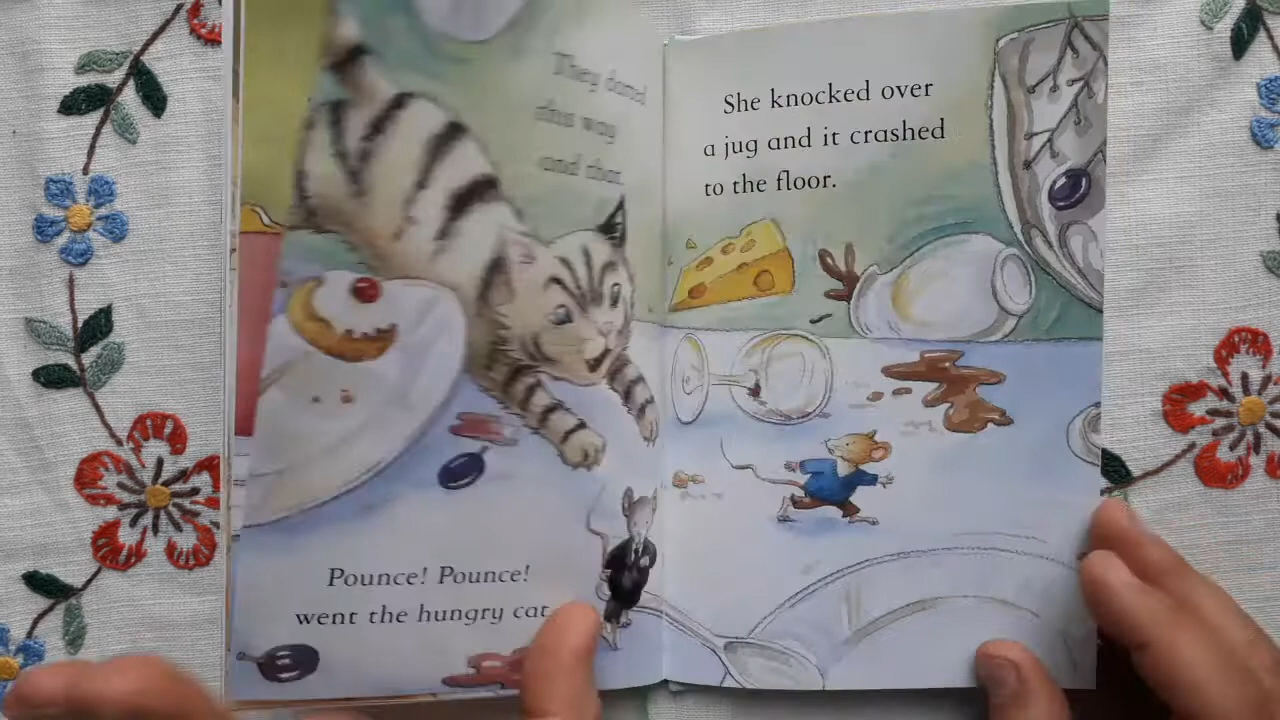 They darted
this way
and that.
Pounce! Pounce!
went the hungry cat
She knocked over
a jug and it crashed
to the floor.